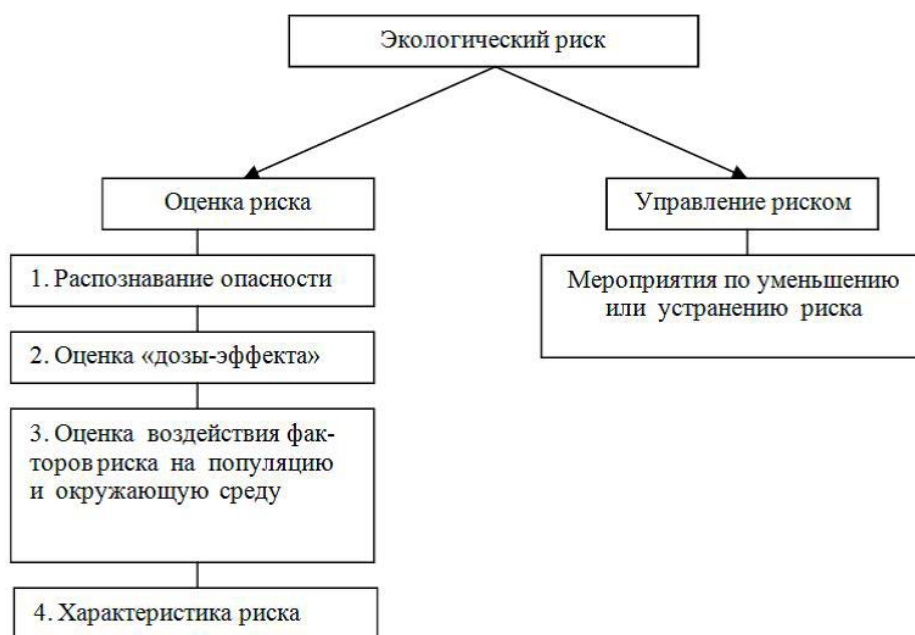 Экологический риск
Оценка риска
Управление риском
1. Распознавание опасности
Мероприятия по уменьшению
или устранению риска
2. Оценка «дозы-эффекта»
3. Оценка воздействия фак-
торов риска на популяцию
и окружающую среду
4. Характеристика риска